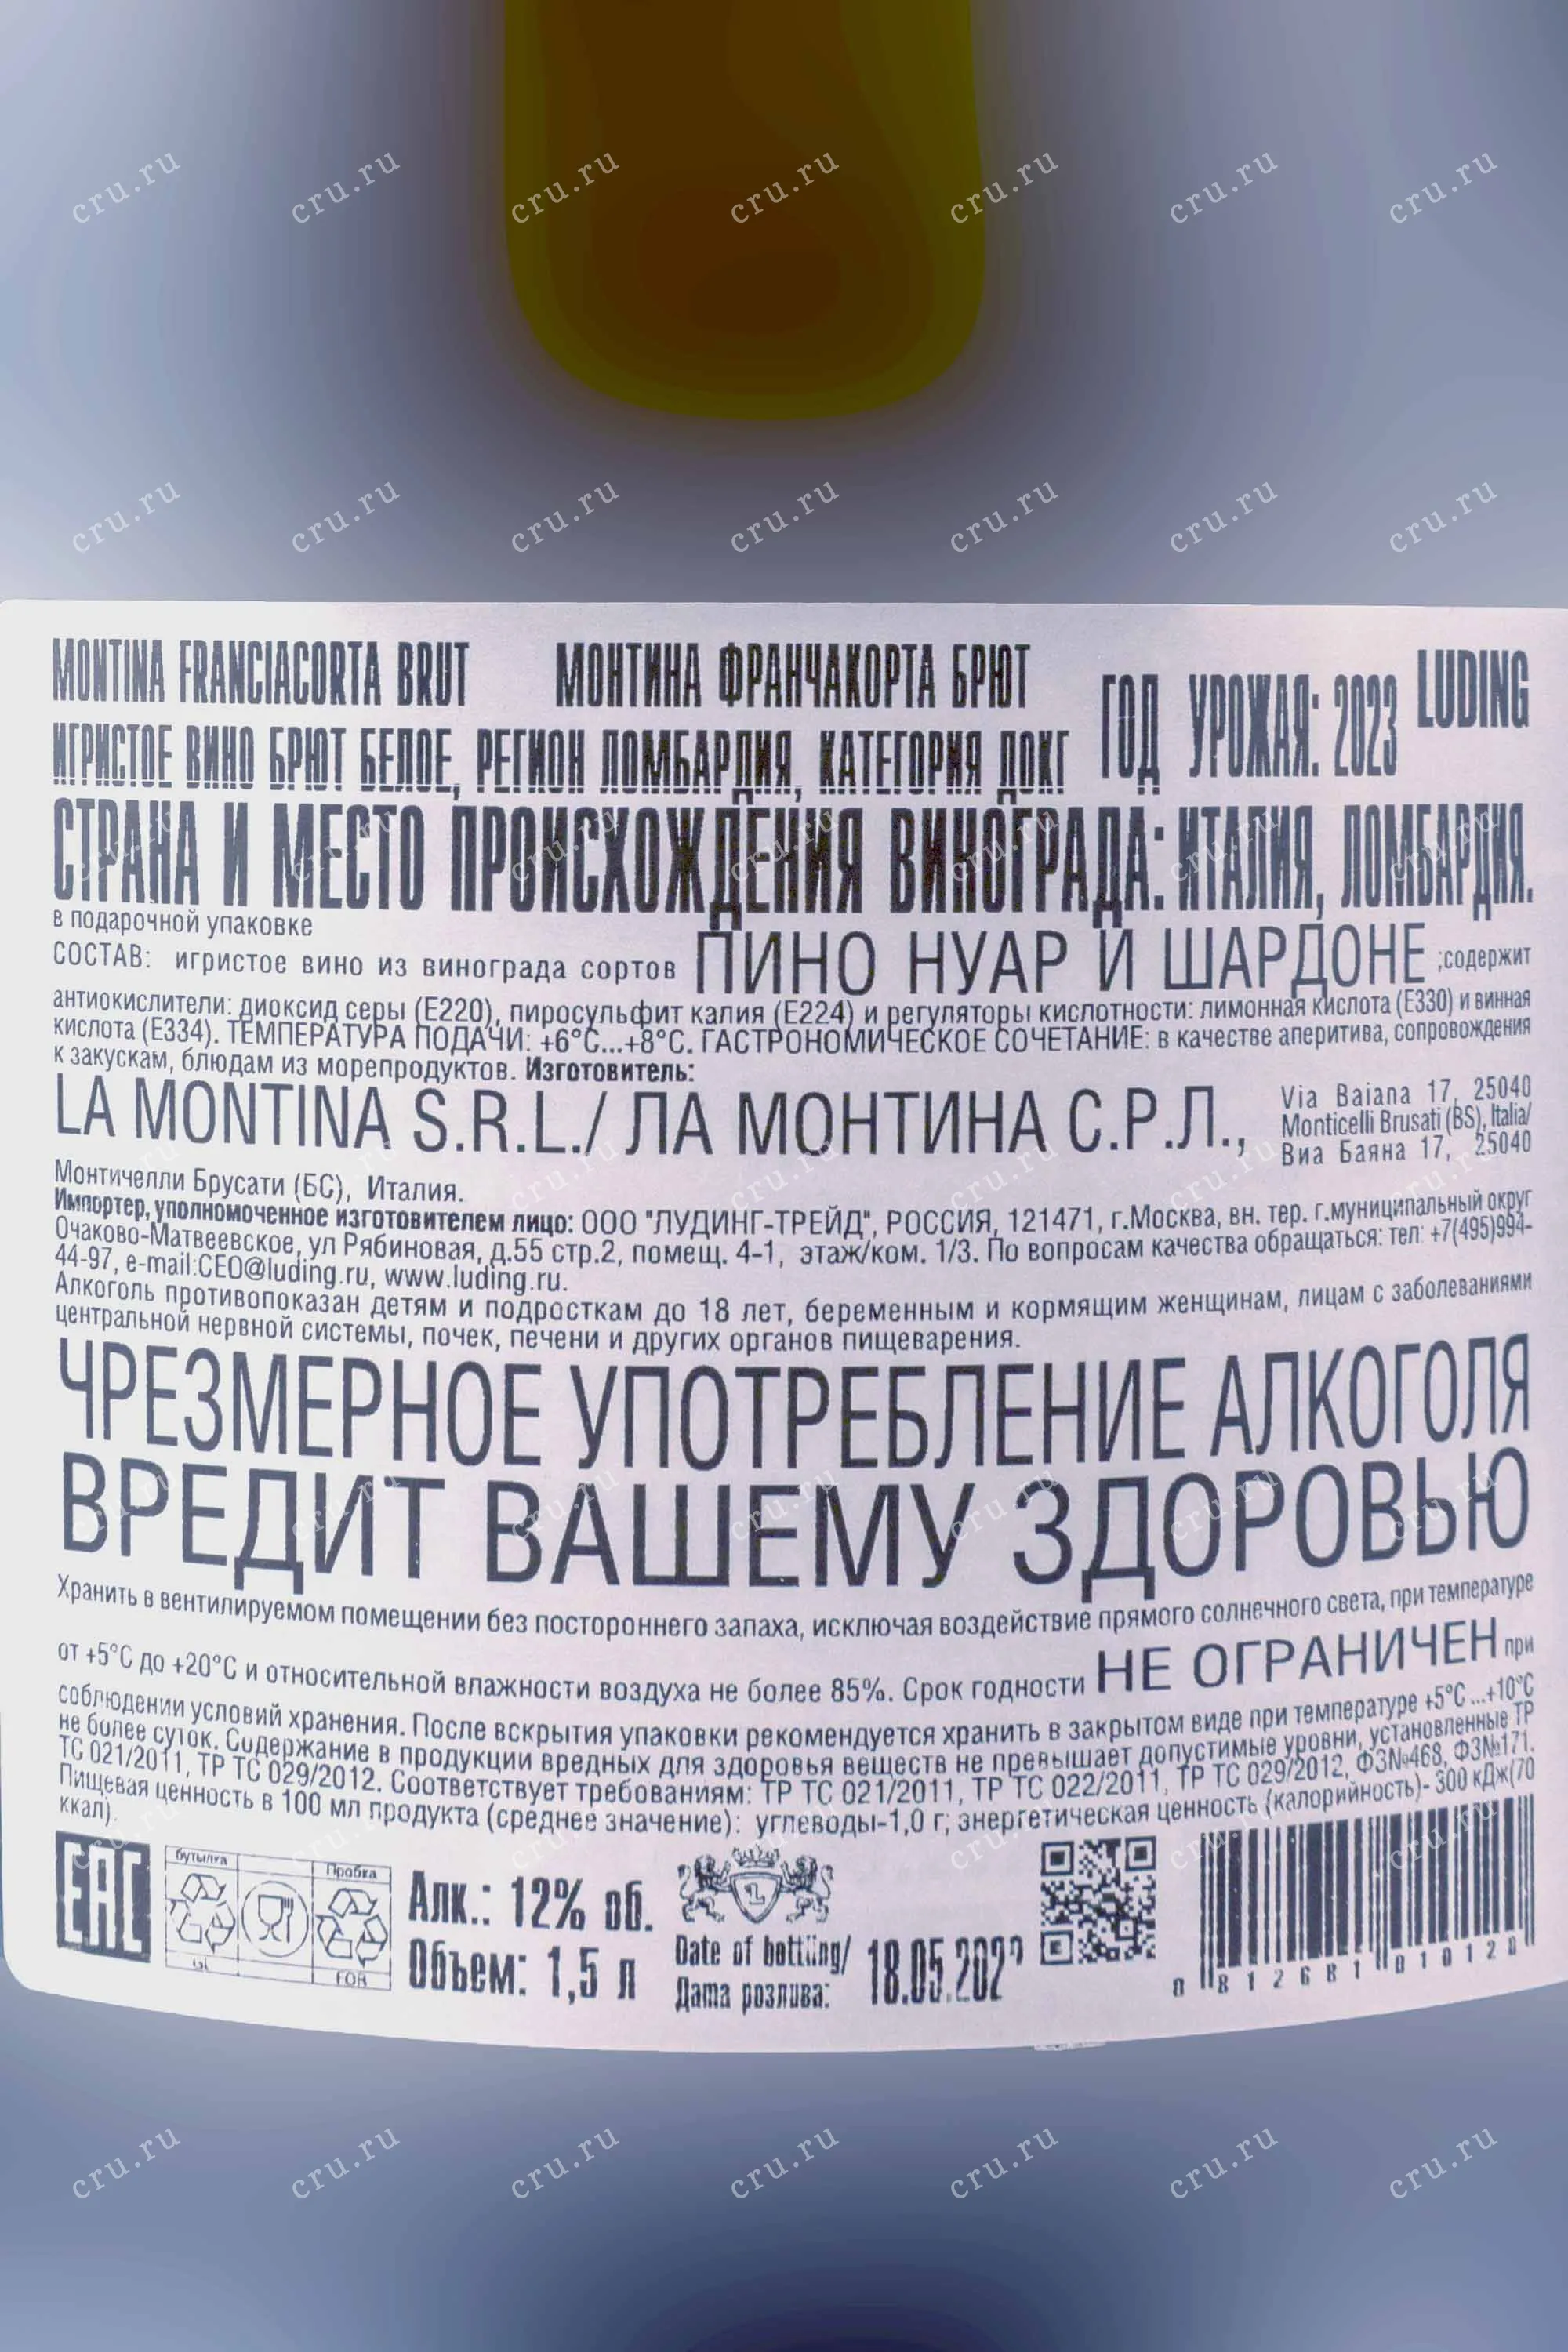 MONTINA FRANCIACORTA BRUT МОНТИНА ФРАНЧАКОРТА БРЮТ LUDING
ИГРИСТОЕ ВИНО БРЮТ БЕЛОЕ, РЕГИОН ЛОМБАРДИЯ, КАТЕГОРИЯ ДОКГ ГОД УРОЖАЯ: 2023
СТРАНА И МЕСТО ПРОИСХОЖДЕНИЯ ВИНОГРАДА: ИТАЛИЯ, ЛОМБАРДИЯ.
в подарочной упаковке
СОСТАВ: игристое вино из винограда сортов ПИНО НУАР И ШАРДОНЕ ;содержит
антиокислители: диоксид серы (Е220), пиросульфит калия (Е224) и регуляторы кислотности: лимонная кислота (Е330) и винная
кислота (Е334). ТЕМПЕРАТУРА ПОДАЧИ: +6°С...+8°С. ГАСТРОНОМИЧЕСКОЕ СОЧЕТАНИЕ: в качестве аперитива, сопровождения
к закускам, блюдам из морепродуктов. Изготовитель:
LA MONTINA S.R.L./ ЛА МОНТИНА С.Р.Л., Via Baiana 17, 25040
Monticelli Brusati (BS), Italia/
Виа Баяна 17, 25040
Монтичелли Брусати (БС), Италия.
Импортер, уполномоченное изготовителем лицо: ООО "ЛУДИНГ-ТРЕЙД", РОССИЯ, 121471, г.Москва, вн. тер. г.муниципальный округ
Очаково-Матвеевское, ул Рябиновая, д.55 стр.2, помещ. 4-1, этаж/ком. 1/3. По вопросам качества обращаться: тел: +7(495)994-
44-97, e-mail:CEO@luding.ru, www.luding.ru.
Алкоголь противопоказан детям и подросткам до 18 лет, беременным и кормящим женщинам, лицам с заболеваниями
центральной нервной системы, почек, печени и других органов пищеварения.
ЧРЕЗМЕРНОЕ УПОТРЕБЛЕНИЕ АЛКОГОЛЯ
ВРЕДИТ ВАШЕМУ ЗДОРОВЬЮ
Хранить в вентилируемом помещении без постороннего запаха, исключая воздействие прямого солнечного света, при температуре
от +5°С до +20°С и относительной влажности воздуха не более 85%. Срок годности НЕ ОГРАНИЧЕН при
соблюдении условий хранения. После вскрытия упаковки рекомендуется хранить в закрытом виде при температуре +5°С ...+10°С
не более суток. Содержание в продукции вредных для здоровья веществ не превышает допустимые уровни, установленные ТР
ТС 021/2011, ТР ТС 029/2012. Соответствует требованиям: ТР ТС 021/2011, ТР ТС 022/2011, ТР ТС 029/2012, ФЗ№468, ФЗ№171.
Пищевая ценность в 100 мл продукта (среднее значение): углеводы-1,0 г; энергетическая ценность (калорийность)- 300 кДж(70
ккал).
EAC
бутылка Пробка
GL FOR
Алк.: 12% об.
Объем: 1,5 л
Date of bottling/
Дата розлива: 18.05.202
0 812681 010120
cru.ru